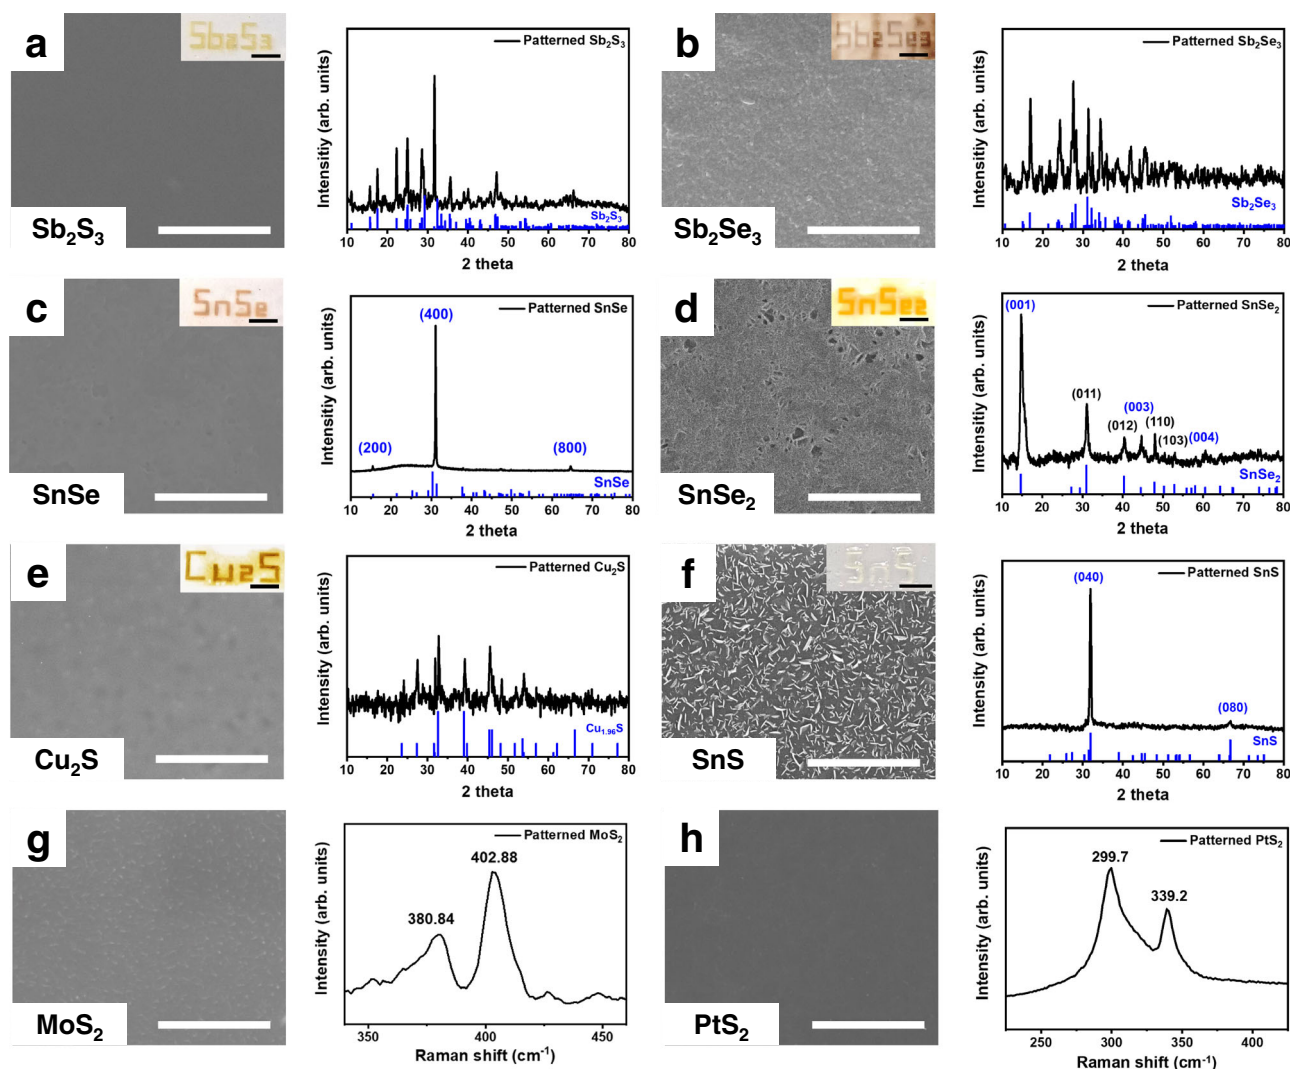 a
Sb2S3
Sb₂S₃
Intensitiy (arb. units)
Patterned Sb₂S₃
Sb₂S₃
10 20 30 40 50 60 70 80
2 theta
b
Sb2Se3
Sb₂Se₃
Intensitiy (arb. units)
Patterned Sb₂Se₃
Sb₂Se₃
10 20 30 40 50 60 70 80
2 theta
c
SnSe
SnSe
Intensitiy (arb. units)
Patterned SnSe
(400)
(200)
(800)
SnSe
10 20 30 40 50 60 70 80
2 theta
d
SnSe2
SnSe₂
Intensitiy (arb. units)
(001)
Patterned SnSe₂
(011)
(003)
(012) (110)
(103) (004)
SnSe₂
10 20 30 40 50 60 70 80
2 theta
e
Cu2S
Cu₂S
Intensity (arb. units)
Patterned Cu₂S
Cu₁.₉₆S
10 20 30 40 50 60 70 80
2 theta
f
SnS
SnS
Intensity (arb. units)
(040)
Patterned SnS
(080)
SnS
10 20 30 40 50 60 70 80
2 theta
g
MoS₂
Intensity (arb. units)
Patterned MoS₂
402.88
380.84
350 400 450
Raman shift (cm⁻¹)
h
PtS₂
Intensity (arb. units)
Patterned PtS₂
299.7
339.2
250 300 350 400
Raman shift (cm⁻¹)